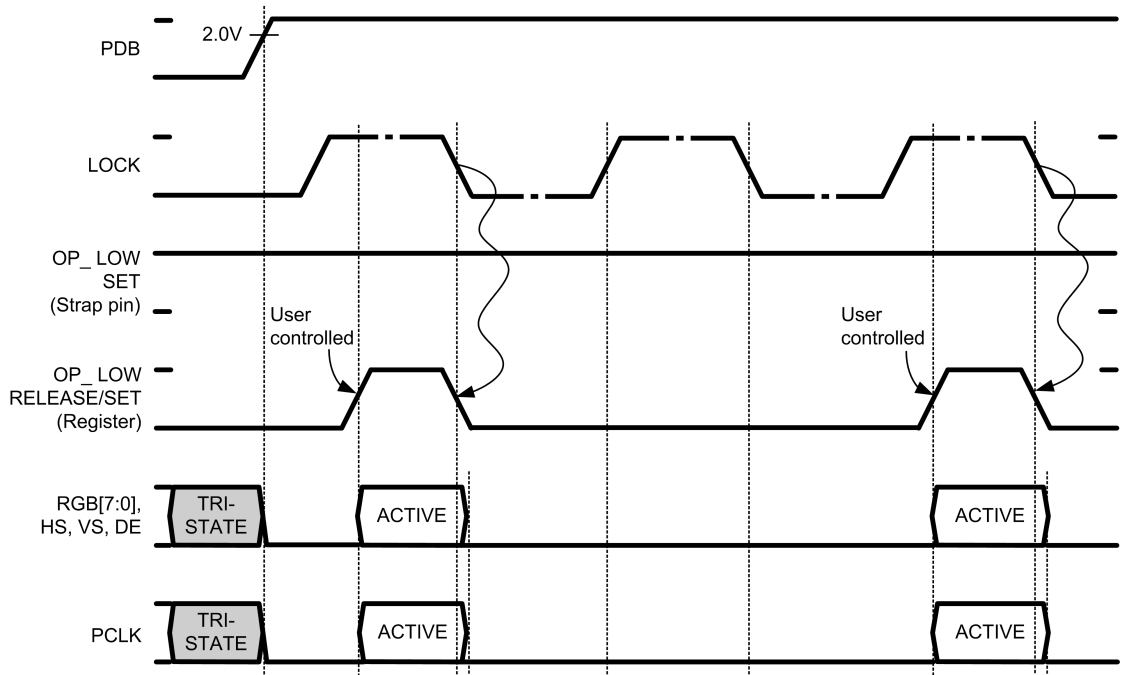 2.0V
PDB
LOCK
OP_ LOW
SET
(Strap pin)
User
controlled
User
controlled
OP_ LOW
RELEASE/SET
(Register)
RGB[7:0],
HS, VS, DE
TRI-
STATE
ACTIVE
ACTIVE
PCLK
TRI-
STATE
ACTIVE
ACTIVE